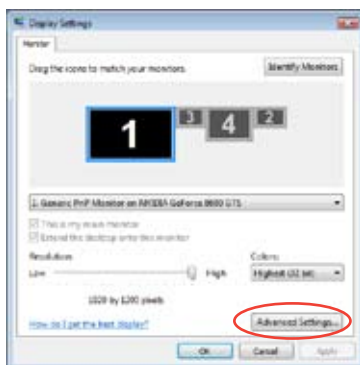 Display Settings
Monitor
Drag the icons to match your monitors.
Identify Monitors
1 3 4 2
1. Generic PnP Monitor on NVIDIA GeForce 8600 GTS
This is my main monitor
Extend the desktop onto this monitor
Resolution: Colors:
Low High Highest (32 bit)
by 1200 pixels
How do I get the best display? Advanced Settings...
OK Cancel Apply